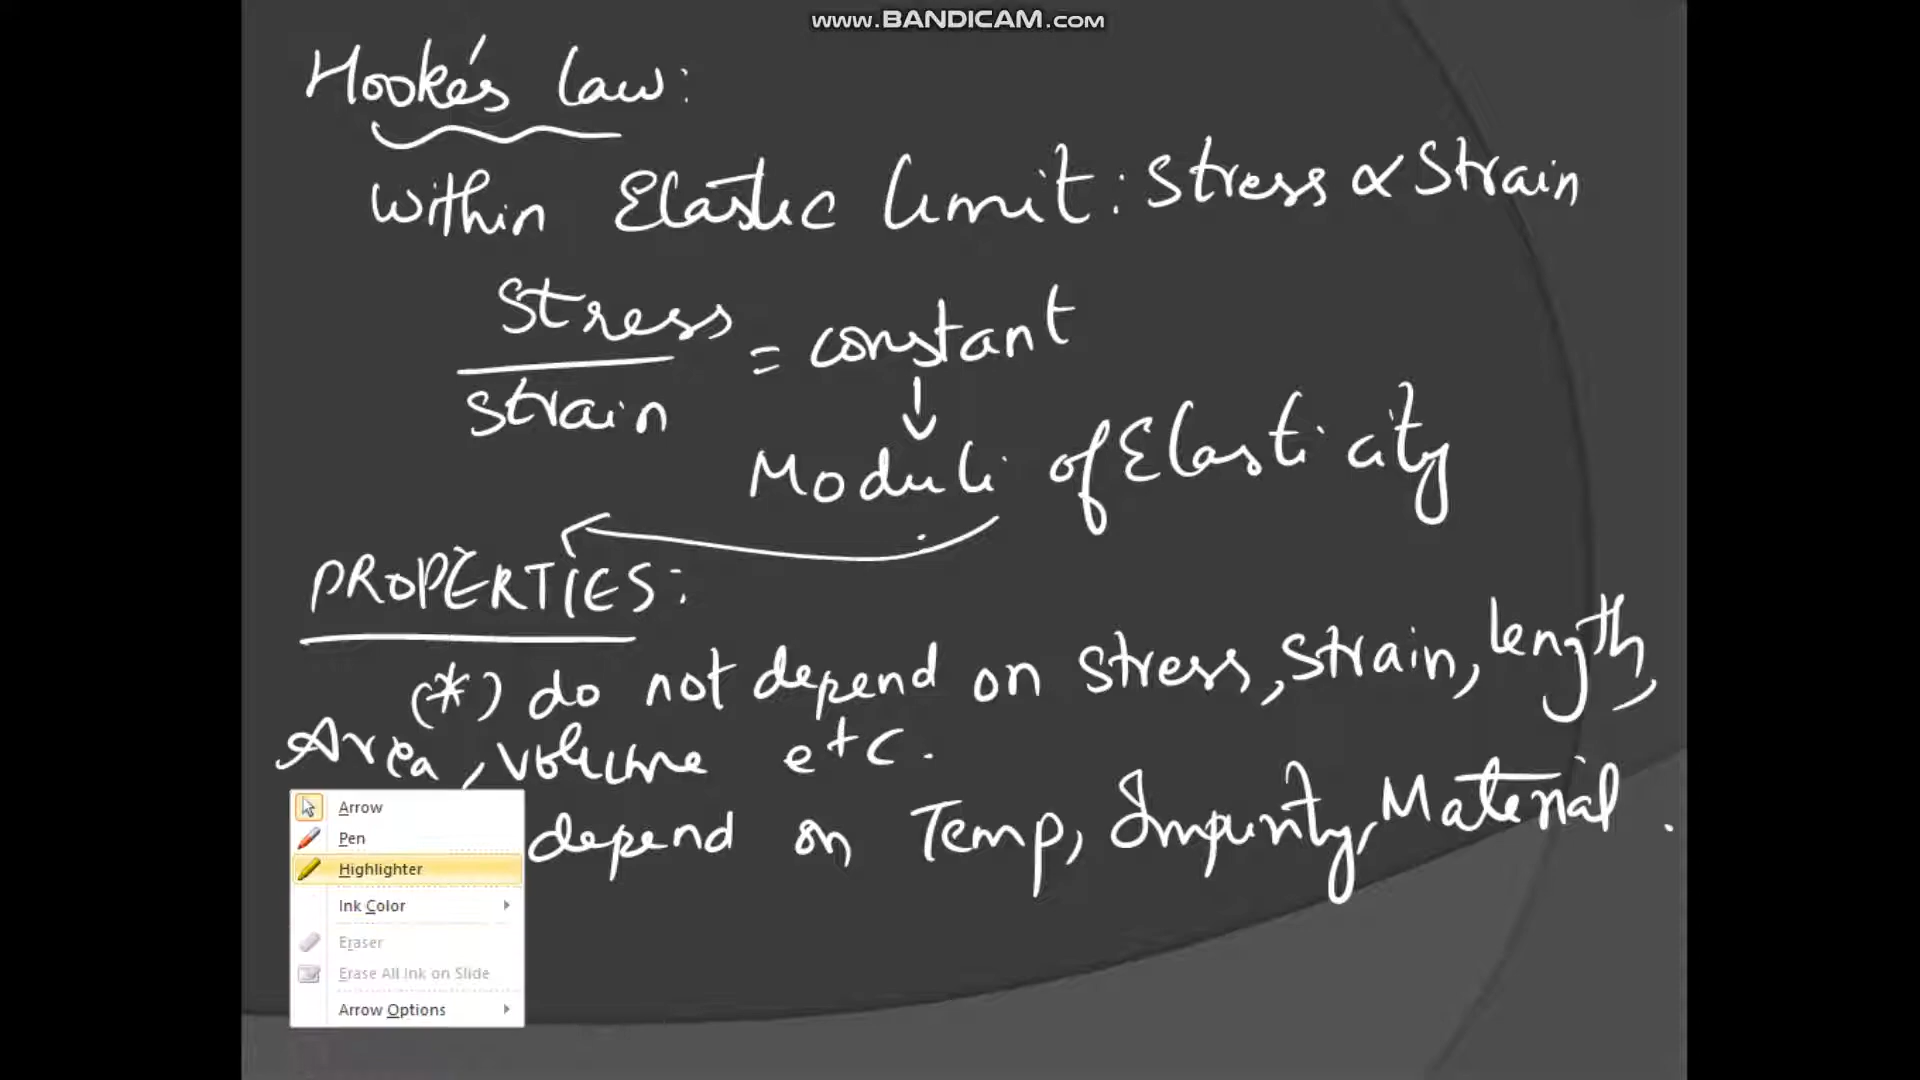 www.BANDICAM.com
Hooke's law:
within Elastic limit: Stress ∝ Strain
Stress
= constant
Strain
↓
Moduli of Elasticity
PROPERTIES:
(*) do not depend on stress, strain, length,
Area, volume etc.
depend on Temp, Impurity, Material.
Arrow
Pen
Highlighter
Ink Color
Eraser
Erase All Ink on Slide
Arrow Options